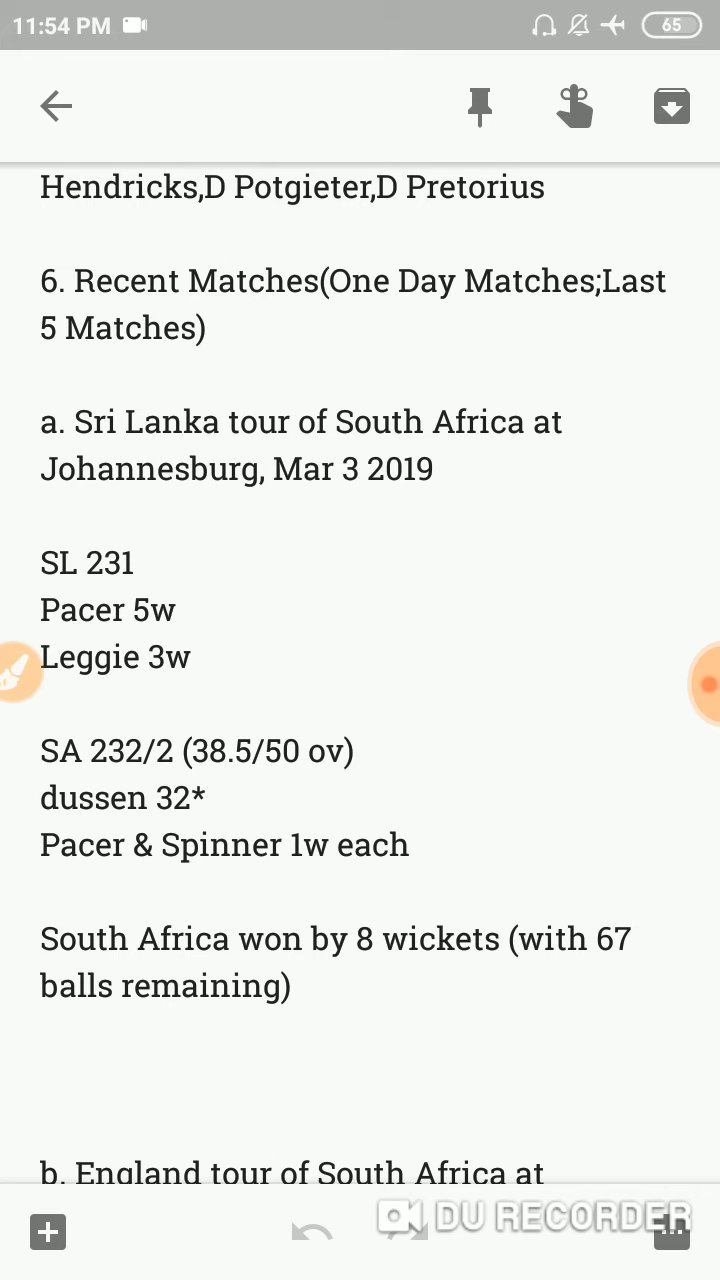 11:54 PM
65
Hendricks,D Potgieter,D Pretorius
6. Recent Matches(One Day Matches;Last
5 Matches)
a. Sri Lanka tour of South Africa at
Johannesburg, Mar 3 2019
SL 231
Pacer 5w
Leggie 3w
SA 232/2 (38.5/50 ov)
dussen 32*
Pacer & Spinner 1w each
South Africa won by 8 wickets (with 67
balls remaining)
b. England tour of South Africa at
DU RECORDER